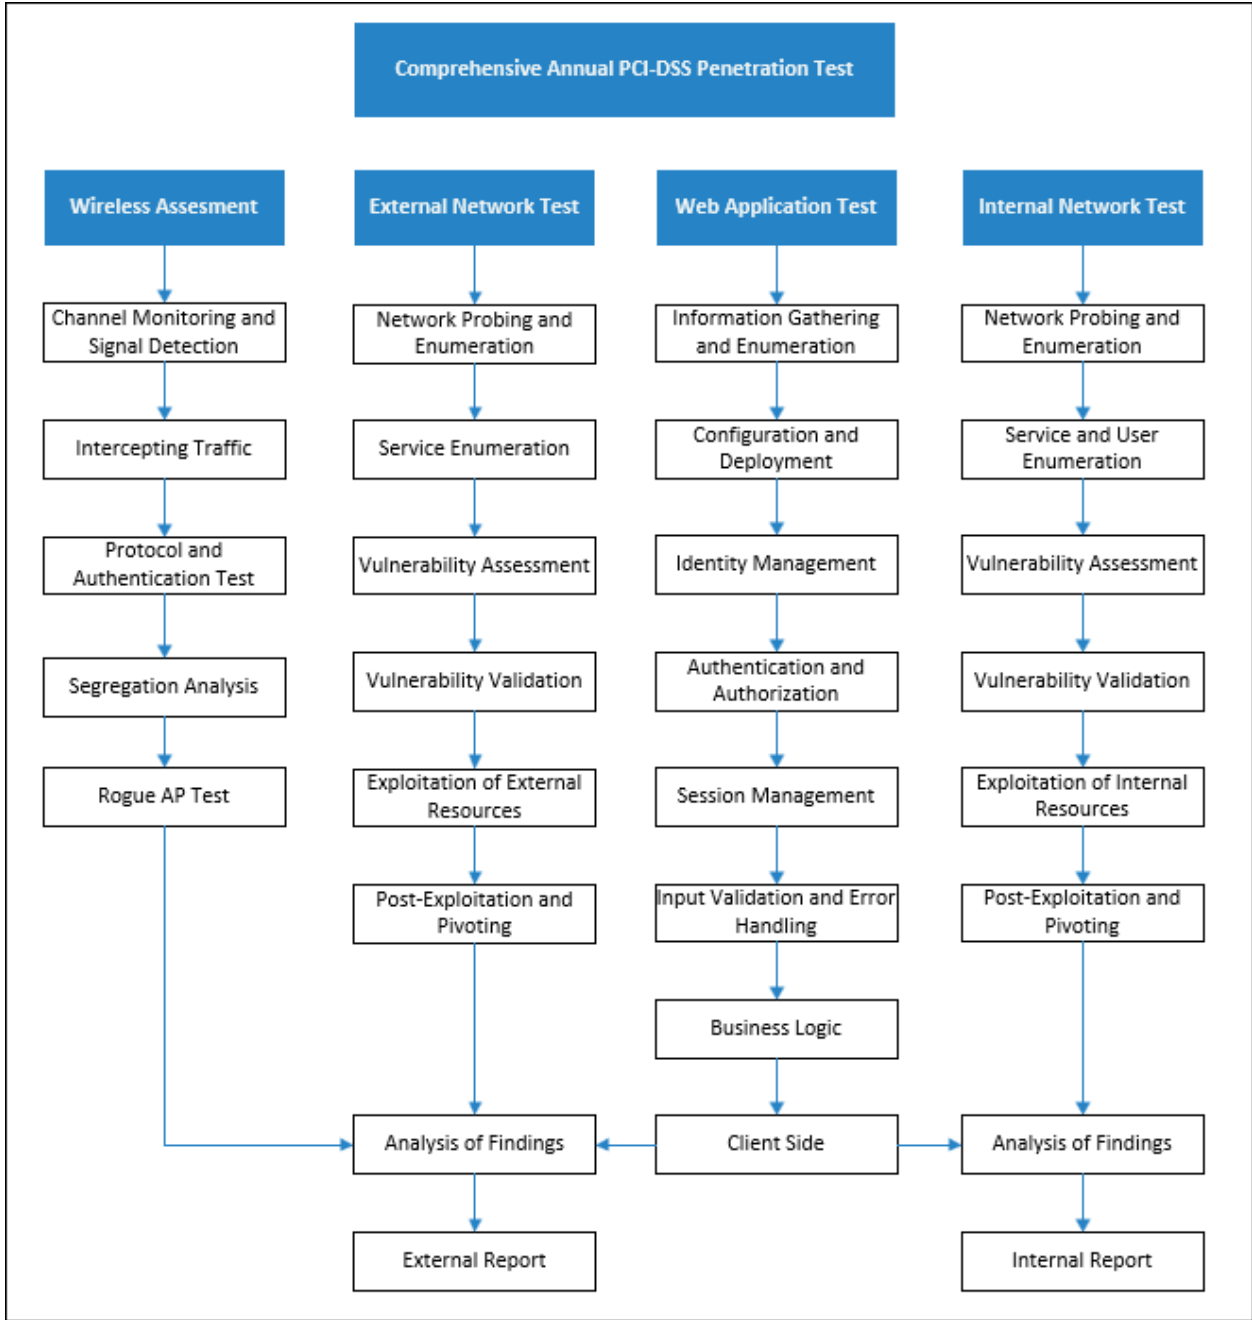 Comprehensive Annual PCI-DSS Penetration Test
Wireless Assesment
External Network Test
Web Application Test
Internal Network Test
Channel Monitoring and
Signal Detection
Network Probing and
Enumeration
Information Gathering
and Enumeration
Network Probing and
Enumeration
Intercepting Traffic
Service Enumeration
Configuration and
Deployment
Service and User
Enumeration
Protocol and
Authentication Test
Vulnerability Assessment
Identity Management
Vulnerability Assessment
Segregation Analysis
Vulnerability Validation
Authentication and
Authorization
Vulnerability Validation
Rogue AP Test
Exploitation of External
Resources
Session Management
Exploitation of Internal
Resources
Post-Exploitation and
Pivoting
Input Validation and Error
Handling
Post-Exploitation and
Pivoting
Business Logic
Analysis of Findings
Client Side
Analysis of Findings
External Report
Internal Report